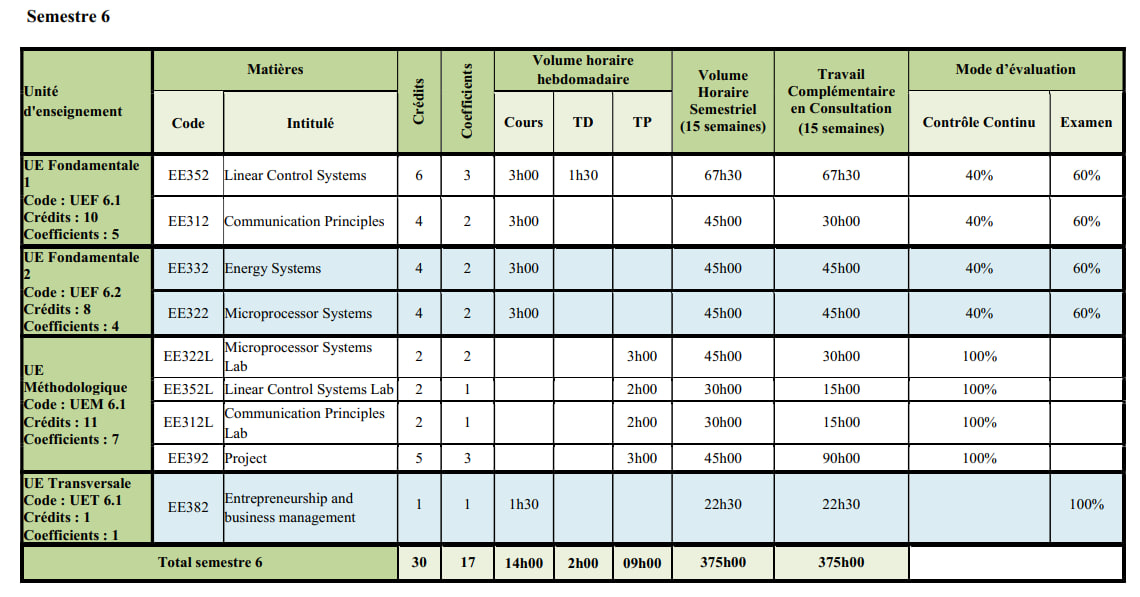 Semestre 6
Unité
d'enseignement
Matières
Code
Intitulé
Crédits
Coefficients
Volume horaire
hebdomadaire
Cours
TD
TP
Volume
Horaire
Semestriel
(15 semaines)
Travail
Complémentaire
en Consultation
(15 semaines)
Mode d'évaluation
Contrôle Continu
Examen
UE Fondamentale
1
Code : UEF 6.1
Crédits : 10
Coefficients : 5
EE352 Linear Control Systems 6 3 3h00 1h30 67h30 67h30 40% 60%
EE312 Communication Principles 4 2 3h00 45h00 30h00 40% 60%
UE Fondamentale
2
Code : UEF 6.2
Crédits : 8
Coefficients : 4
EE332 Energy Systems 4 2 3h00 45h00 45h00 40% 60%
EE322 Microprocessor Systems 4 2 3h00 45h00 45h00 40% 60%
UE
Méthodologique
Code : UEM 6.1
Crédits : 11
Coefficients : 7
EE322L Microprocessor Systems
Lab 2 2 3h00 45h00 30h00 100%
EE352L Linear Control Systems Lab 2 1 2h00 30h00 15h00 100%
EE312L Communication Principles
Lab 2 1 2h00 30h00 15h00 100%
EE392 Project 5 3 3h00 45h00 90h00 100%
UE Transversale
Code : UET 6.1
Crédits : 1
Coefficients : 1
EE382 Entrepreneurship and
business management 1 1 1h30 22h30 22h30 100%
Total semestre 6 30 17 14h00 2h00 09h00 375h00 375h00